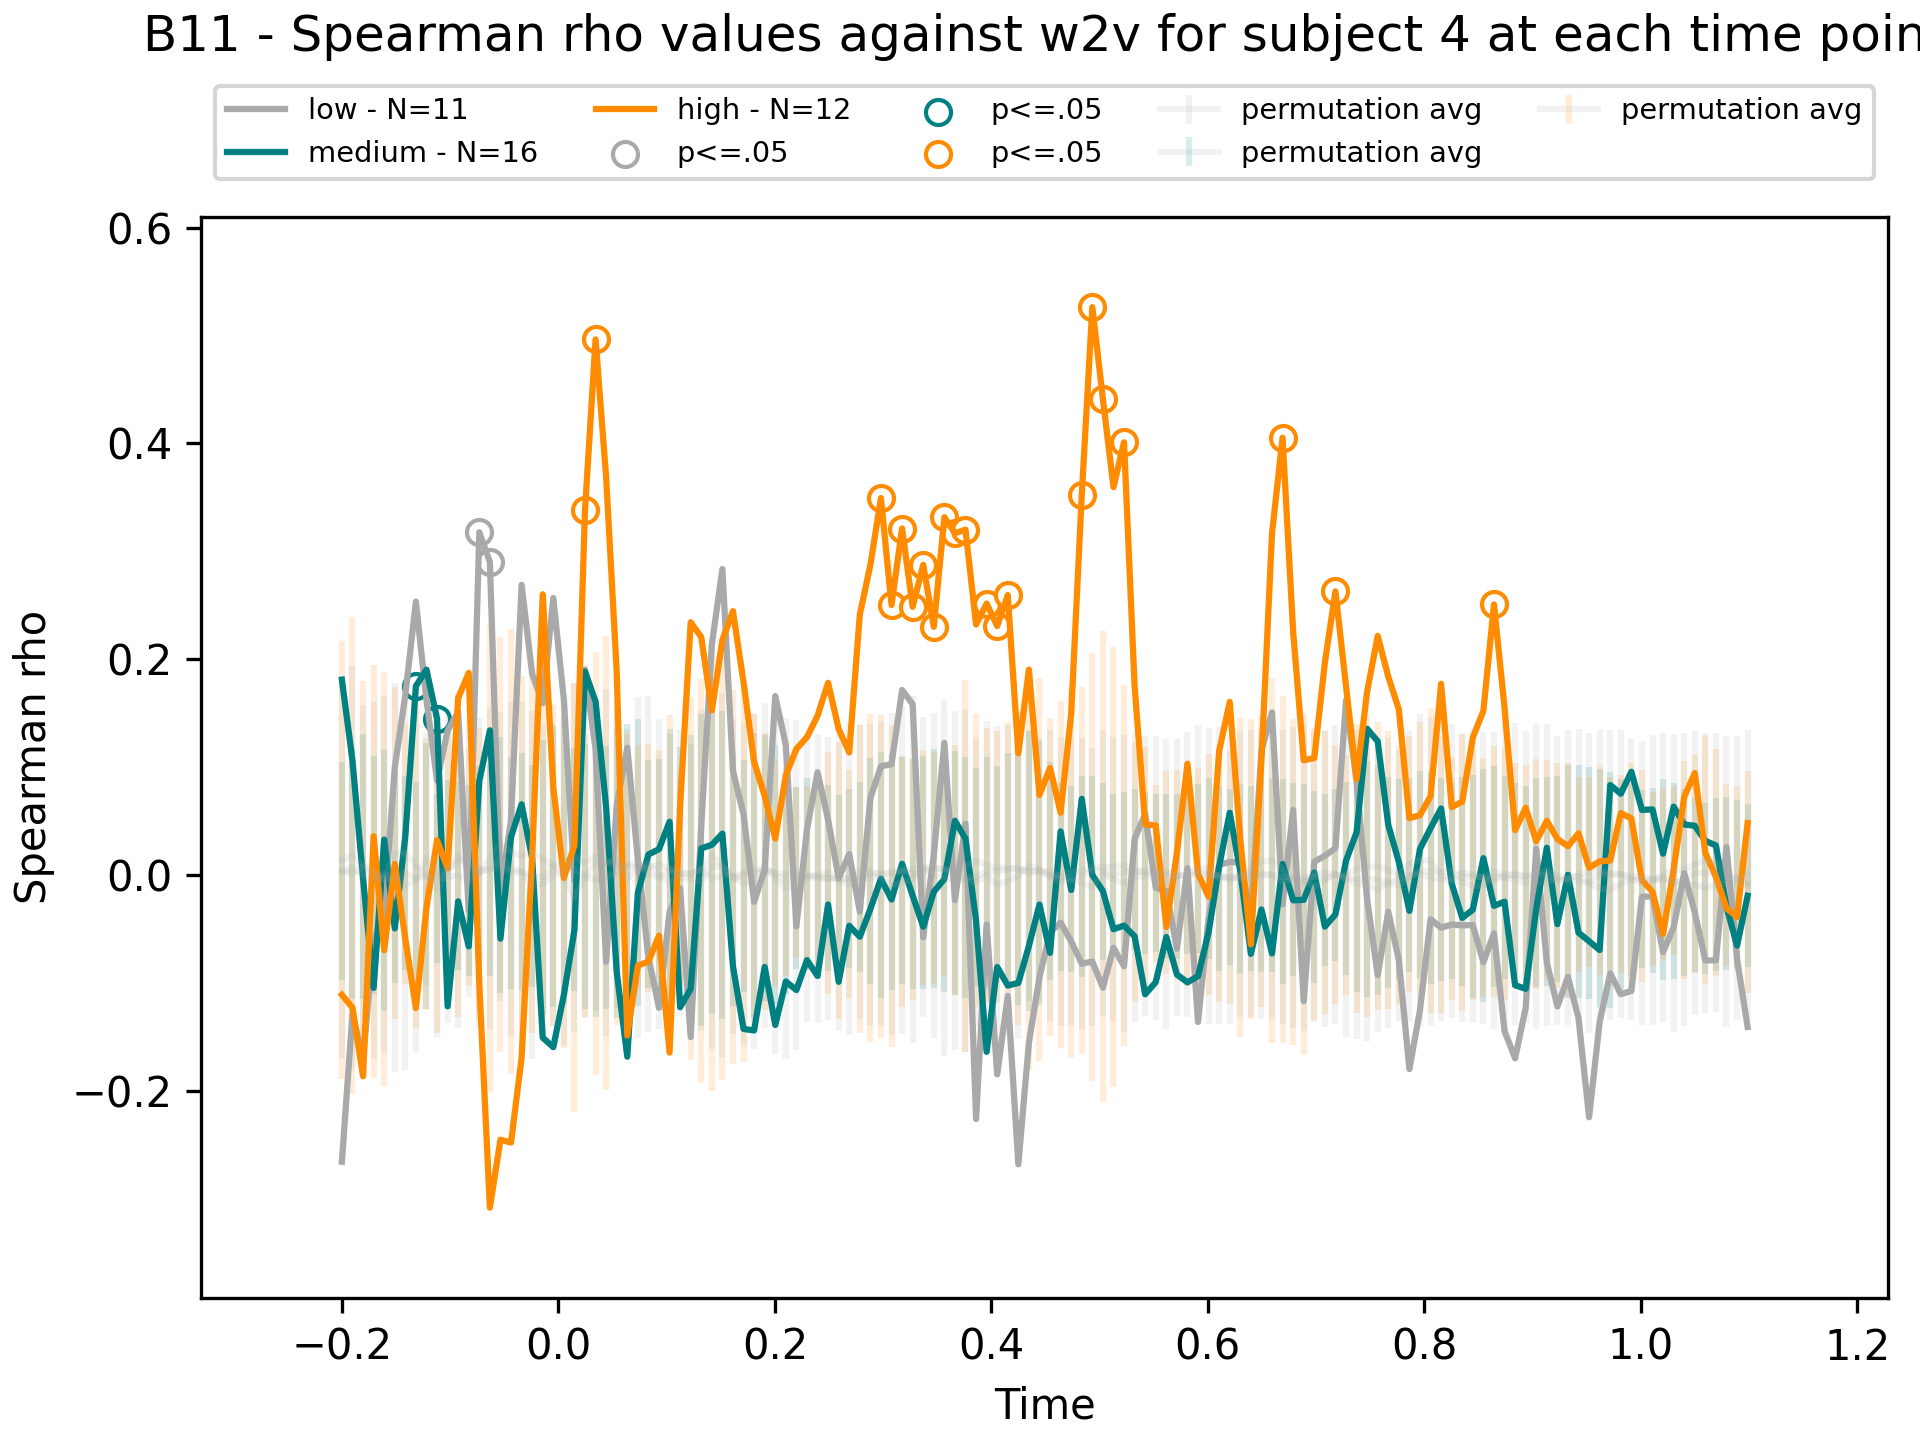 B11 - Spearman rho values against w2v for subject 4 at each time poin
low - N=11
medium - N=16
high - N=12
p<=.05
p<=.05
p<=.05
permutation avg
permutation avg
permutation avg
Spearman rho
0.6
0.4
0.2
0.0
−0.2
−0.2
0.0
0.2
0.4
0.6
0.8
1.0
1.2
Time